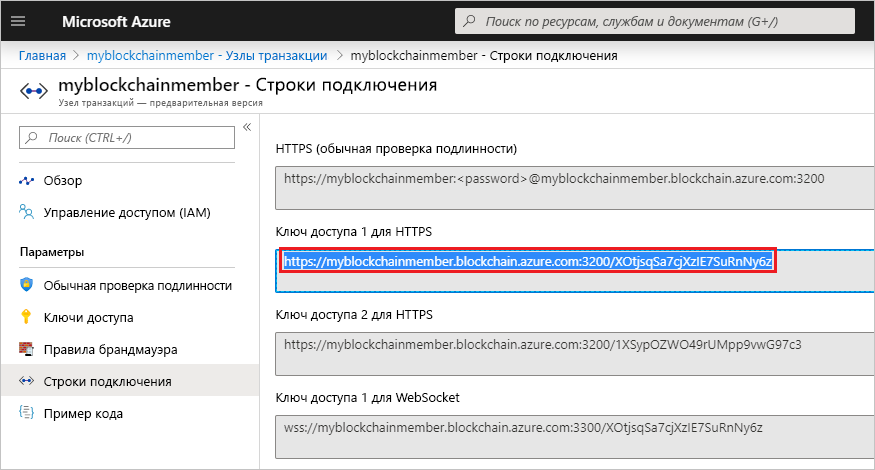 Microsoft Azure
Поиск по ресурсам, службам и документам (G+/)
Главная > myblockchainmember - Узлы транзакции > myblockchainmember - Строки подключения
myblockchainmember - Строки подключения
Узел транзакций — предварительная версия
Поиск (CTRL+/)
«
Обзор
Управление доступом (IAM)
Параметры
Обычная проверка подлинности
Ключи доступа
Правила брандмауэра
Строки подключения
Пример кода
HTTPS (обычная проверка подлинности)
https://myblockchainmember:<password>@myblockchainmember.blockchain.azure.com:3200
Ключ доступа 1 для HTTPS
https://myblockchainmember.blockchain.azure.com:3200/XOtjsqSa7cjXzIE7SuRnNy6z
Ключ доступа 2 для HTTPS
https://myblockchainmember.blockchain.azure.com:3200/1XSypOZWO49rUMpp9vwG97c3
Ключ доступа 1 для WebSocket
wss://myblockchainmember.blockchain.azure.com:3300/XOtjsqSa7cjXzIE7SuRnNy6z